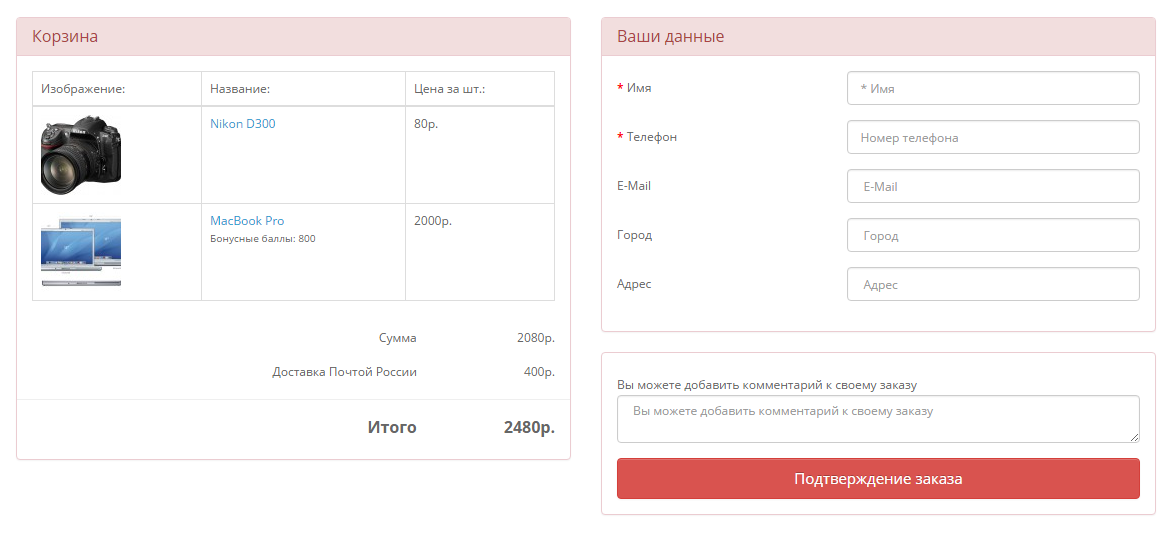 Корзина
Изображение: Название: Цена за шт.:
Nikon D300 80р.
MacBook Pro 2000р.
Бонусные баллы: 800
Сумма 2080р.
Доставка Почтой России 400р.
Итого 2480р.
Ваши данные
* Имя * Имя
* Телефон Номер телефона
E-Mail E-Mail
Город Город
Адрес Адрес
Вы можете добавить комментарий к своему заказу
Вы можете добавить комментарий к своему заказу
Подтверждение заказа